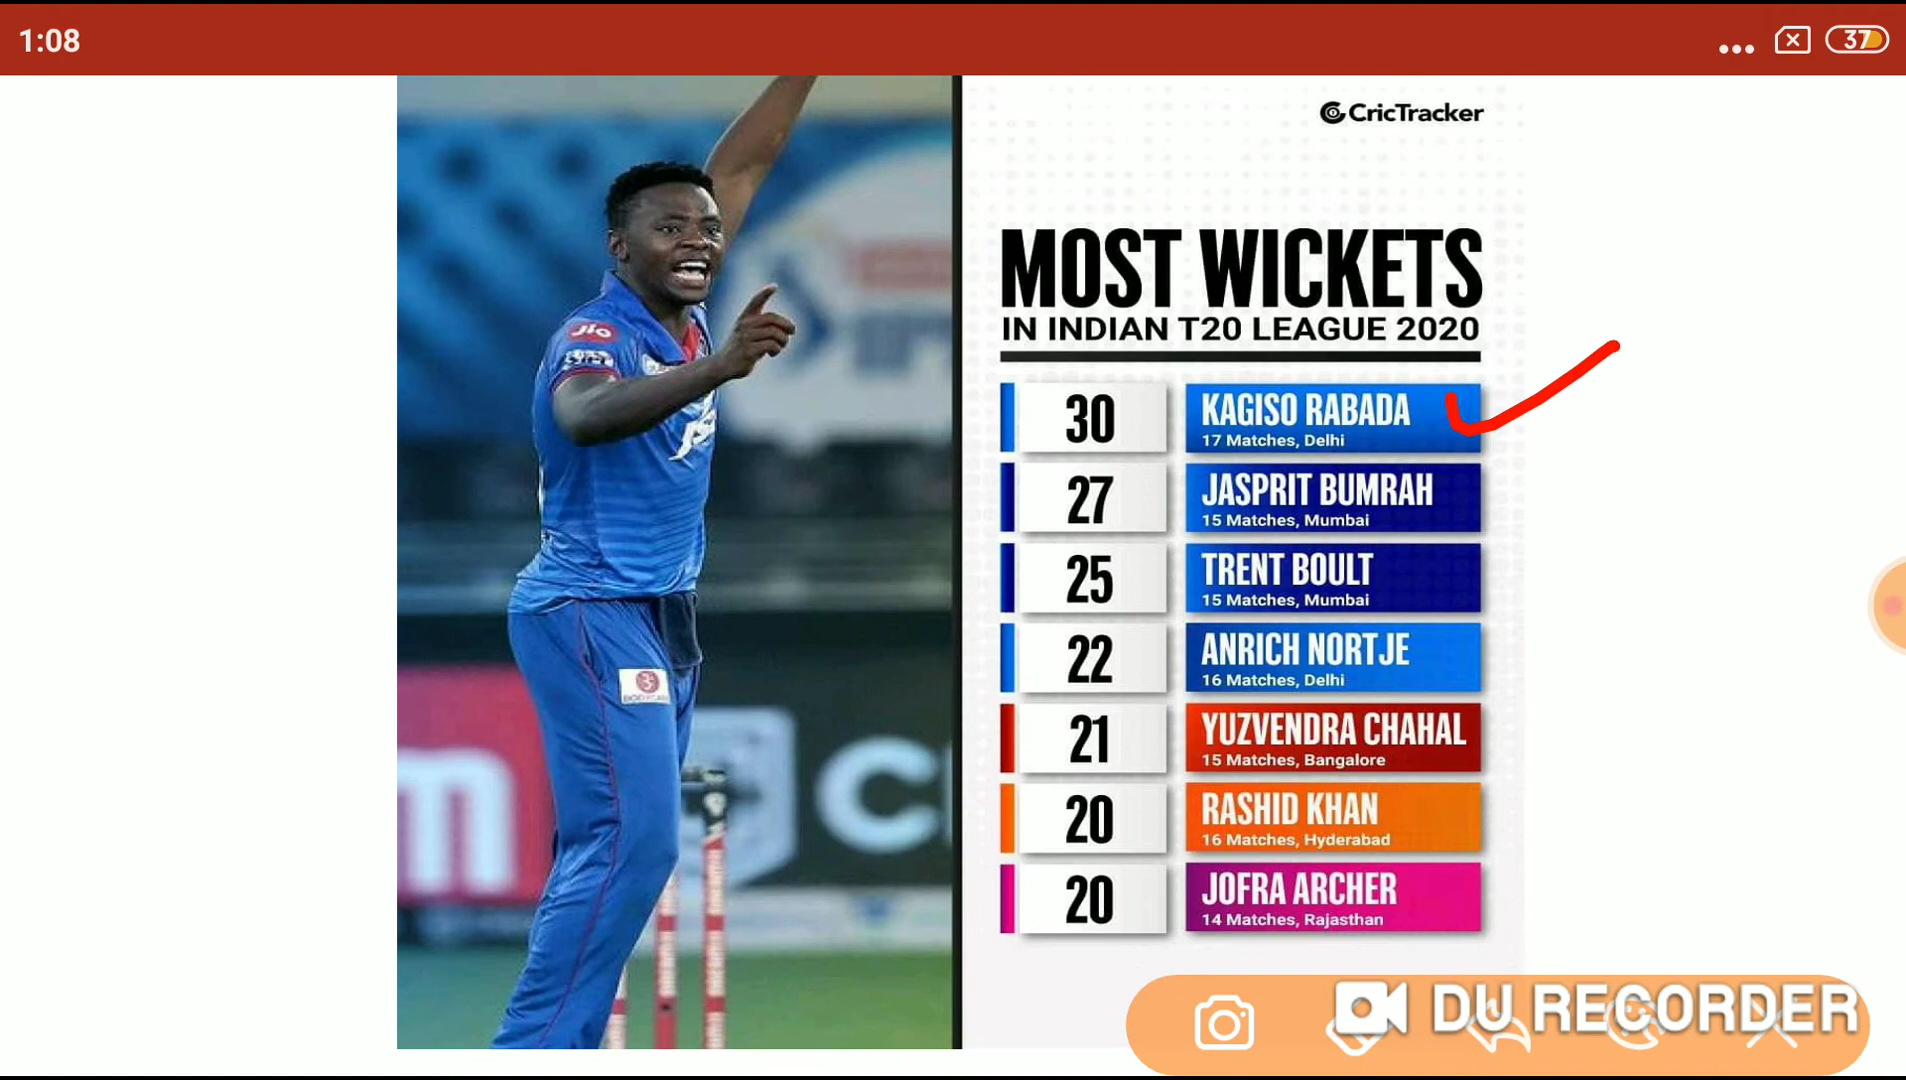 1:08
37
CricTracker
MOST WICKETS
IN INDIAN T20 LEAGUE 2020
30
KAGISO RABADA
17 Matches, Delhi
27
JASPRIT BUMRAH
15 Matches, Mumbai
25
TRENT BOULT
15 Matches, Mumbai
22
ANRICH NORTJE
16 Matches, Delhi
21
YUZVENDRA CHAHAL
15 Matches, Bangalore
20
RASHID KHAN
16 Matches, Hyderabad
20
JOFRA ARCHER
14 Matches, Rajasthan
Jio
DU RECORDER